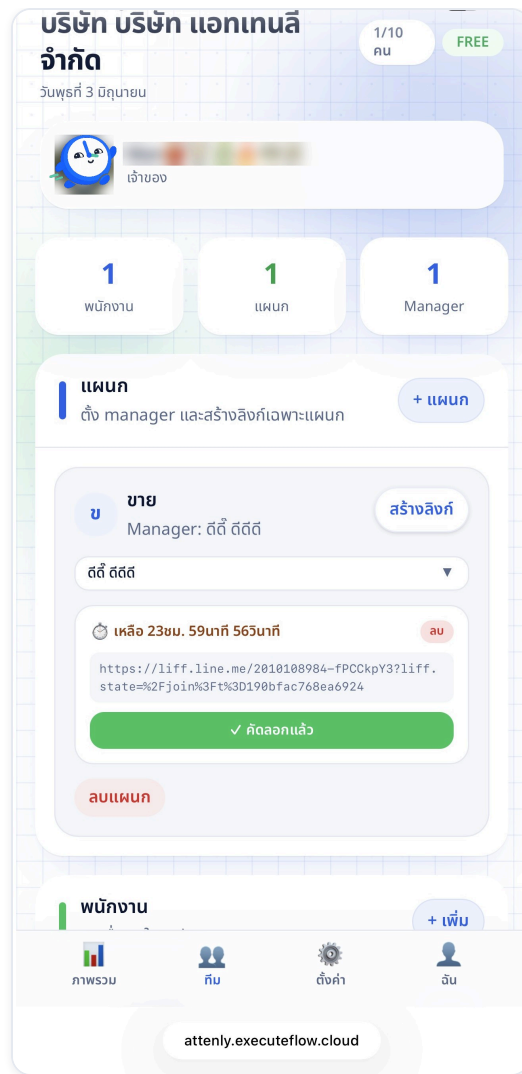 บริษัท บริษัท แอทเทนลี
จำกัด
1/10
คน
FREE
วันพุธที่ 3 มิถุนายน
เจ้าของ
1
พนักงาน
1
แผนก
1
Manager
แผนก
ตั้ง manager และสร้างลิงก์เฉพาะแผนก
+ แผนก
ข
ขาย
Manager: ดีดี๊ ดีดีดี
สร้างลิงก์
ดีดี๊ ดีดีดี
▼
เหลือ 23ชม. 59นาที 56วินาที
ลบ
https://liff.line.me/2010108984-fPCCkpY3?liff.
state=%2Fjoin%3Ft%3D190bfac768ea6924
✓ คัดลอกแล้ว
ลบแผนก
พนักงาน
+ เพิ่ม
ภาพรวม
ทีม
ตั้งค่า
ฉัน
attenly.executeflow.cloud